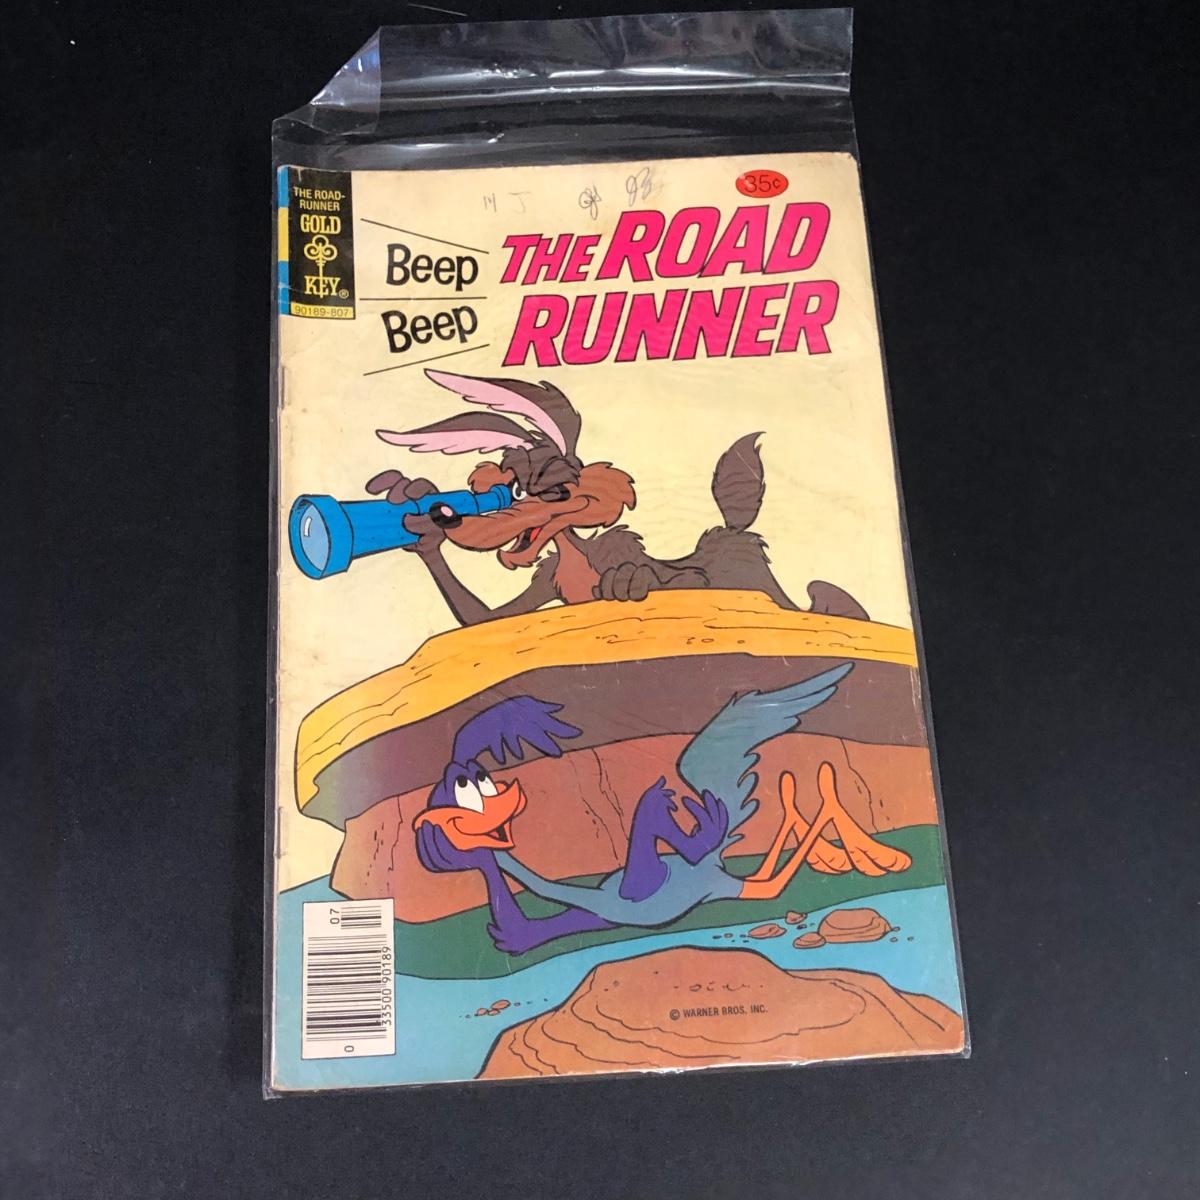 THE ROAD-
RUNNER
GOLD
KEY®
90189-807
35¢
Beep
Beep
THE ROAD
RUNNER
07
33500 90189
0
© WARNER BROS. INC.